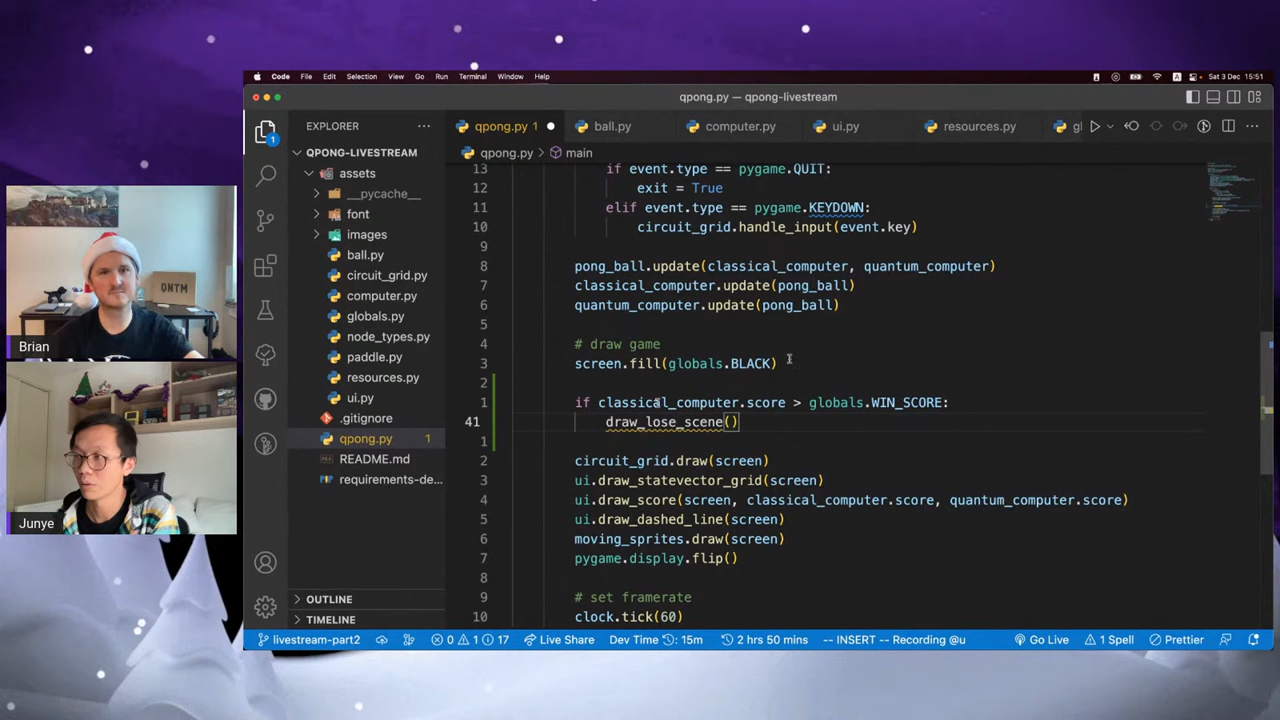 Code File Edit Selection View Go Run Terminal Window Help
A Sat 3 Dec 15:51
qpong.py — qpong-livestream
EXPLORER ...
QPONG-LIVESTREAM
assets
__pycache__
font
images
ball.py
circuit_grid.py
computer.py
globals.py
node_types.py
paddle.py
resources.py
ui.py
.gitignore
qpong.py 1
README.md
requirements-de...
OUTLINE
TIMELINE
1
qpong.py 1 ball.py computer.py ui.py resources.py gl
qpong.py > main
13 if event.type == pygame.QUIT:
12 exit = True
11 elif event.type == pygame.KEYDOWN:
10 circuit_grid.handle_input(event.key)
9
8 pong_ball.update(classical_computer, quantum_computer)
7 classical_computer.update(pong_ball)
6 quantum_computer.update(pong_ball)
5
4 # draw game
3 screen.fill(globals.BLACK)
2
1 if classical_computer.score > globals.WIN_SCORE:
41 draw_lose_scene()
1
2 circuit_grid.draw(screen)
3 ui.draw_statevector_grid(screen)
4 ui.draw_score(screen, classical_computer.score, quantum_computer.score)
5 ui.draw_dashed_line(screen)
6 moving_sprites.draw(screen)
7 pygame.display.flip()
8
9 # set framerate
10 clock.tick(60)
livestream-part2 0 1 17 Live Share Dev Time: 15m 2 hrs 50 mins -- INSERT -- Recording @u Go Live 1 Spell Prettier
ONTM
Brian
Junye